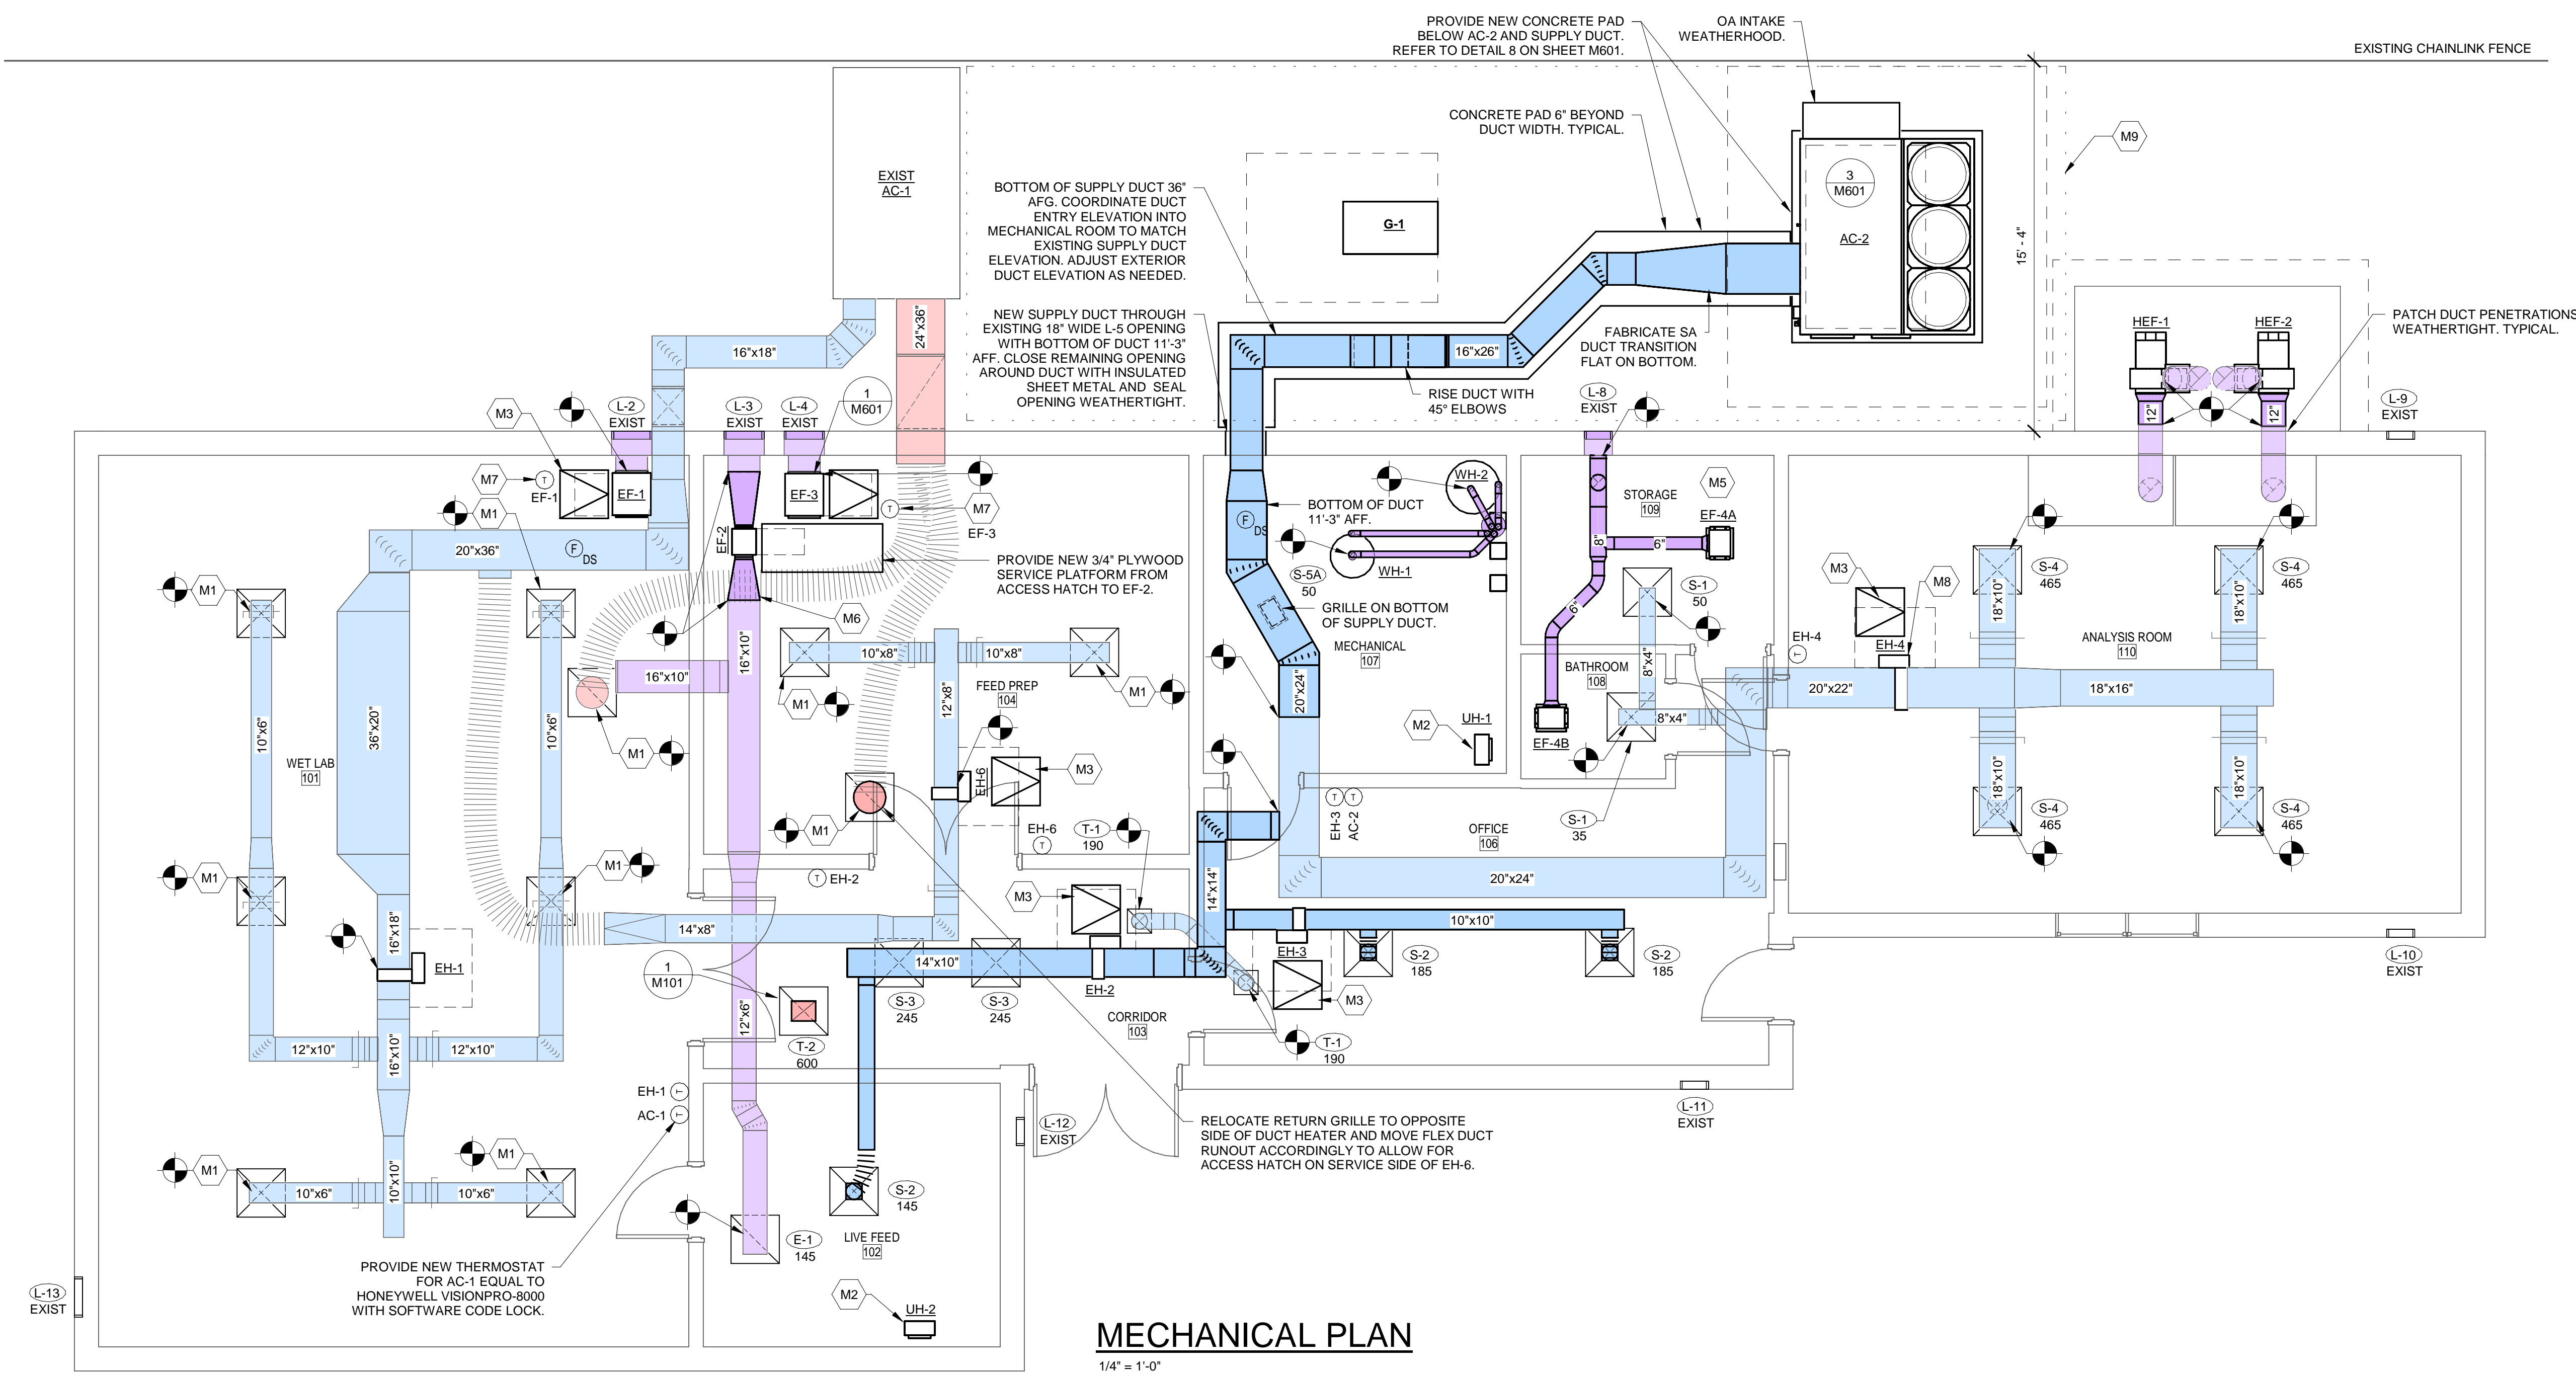 PROVIDE NEW CONCRETE PAD
BELOW AC-2 AND SUPPLY DUCT.
REFER TO DETAIL 8 ON SHEET M601.
OA INTAKE
WEATHERHOOD.
EXISTING CHAINLINK FENCE
CONCRETE PAD 6" BEYOND
DUCT WIDTH. TYPICAL.
M9
EXIST
AC-1
BOTTOM OF SUPPLY DUCT 36"
AFG. COORDINATE DUCT
ENTRY ELEVATION INTO
MECHANICAL ROOM TO MATCH
EXISTING SUPPLY DUCT
ELEVATION. ADJUST EXTERIOR
DUCT ELEVATION AS NEEDED.
G-1
3
M601
AC-2
15' - 4"
NEW SUPPLY DUCT THROUGH
EXISTING 18" WIDE L-5 OPENING
WITH BOTTOM OF DUCT 11'-3"
AFF. CLOSE REMAINING OPENING
AROUND DUCT WITH INSULATED
SHEET METAL AND SEAL
OPENING WEATHERTIGHT.
FABRICATE SA
DUCT TRANSITION
FLAT ON BOTTOM.
HEF-1
HEF-2
PATCH DUCT PENETRATIONS
WEATHERTIGHT. TYPICAL.
24"x36"
16"x18"
16"x26"
RISE DUCT WITH
45° ELBOWS
1
M601
M3
L-2
EXIST
L-3
EXIST
L-4
EXIST
L-8
EXIST
12"
12"
L-9
EXIST
M7
T
EF-1
EF-1
EF-3
T
M7
EF-3
M1
EF-2
20"x36"
F
DS
PROVIDE NEW 3/4" PLYWOOD
SERVICE PLATFORM FROM
ACCESS HATCH TO EF-2.
M6
F
DS
BOTTOM OF DUCT
11'-3" AFF.
WH-2
WH-1
S-5A
50
GRILLE ON BOTTOM
OF SUPPLY DUCT.
MECHANICAL
107
STORAGE
109
M5
EF-4A
8"
6"
6"
S-1
50
BATHROOM
108
8"x4"
8"x4"
EF-4B
S-1
35
EH-4
T
M3
M8
EH-4
S-4
465
S-4
465
18"x10"
18"x10"
ANALYSIS ROOM
110
20"x22"
18"x16"
18"x10"
18"x10"
S-4
465
S-4
465
M1
10"x6"
36"x20"
10"x6"
WET LAB
101
16"x10"
16"x10"
M1
10"x8"
10"x8"
FEED PREP
104
M1
M1
12"x8"
EH-6
M3
M1
EH-6
T
T-1
190
20"x24"
M2
UH-1
T
T
EH-3
AC-2
OFFICE
106
20"x24"
M1
M1
T
EH-2
M3
14"x14"
10"x10"
16"x18"
EH-1
14"x8"
1
M101
14"x10"
EH-2
EH-3
M3
S-2
185
S-2
185
L-10
EXIST
S-3
245
S-3
245
CORRIDOR
103
T-1
190
T-2
600
12"x6"
12"x10"
16"x10"
12"x10"
EH-1
T
AC-1
T
L-12
EXIST
L-11
EXIST
RELOCATE RETURN GRILLE TO OPPOSITE
SIDE OF DUCT HEATER AND MOVE FLEX DUCT
RUNOUT ACCORDINGLY TO ALLOW FOR
ACCESS HATCH ON SERVICE SIDE OF EH-6.
M1
M1
10"x6"
10"x10"
10"x6"
S-2
145
E-1
145
LIVE FEED
102
PROVIDE NEW THERMOSTAT
FOR AC-1 EQUAL TO
HONEYWELL VISIONPRO-8000
WITH SOFTWARE CODE LOCK.
L-13
EXIST
M2
UH-2
MECHANICAL PLAN
1/4" = 1'-0"